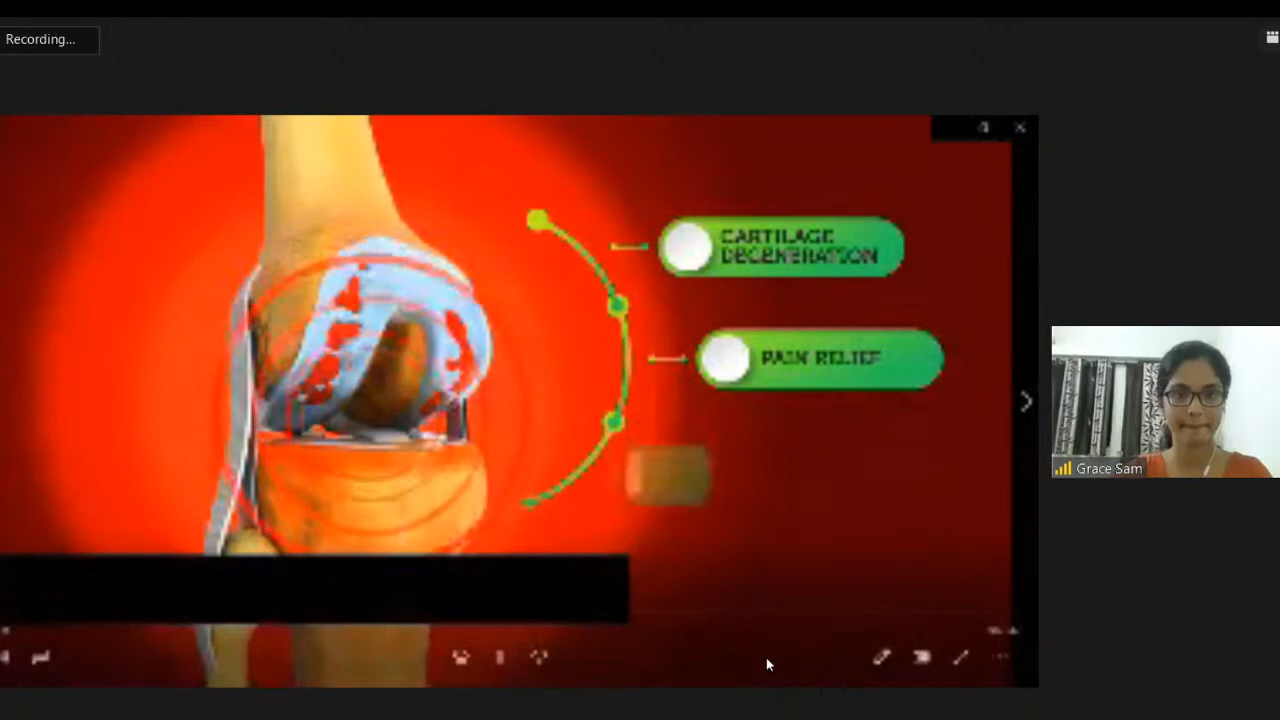 Recording...
CARTILAGE
DEGENERATION
PAIN RELIEF
Grace Sam